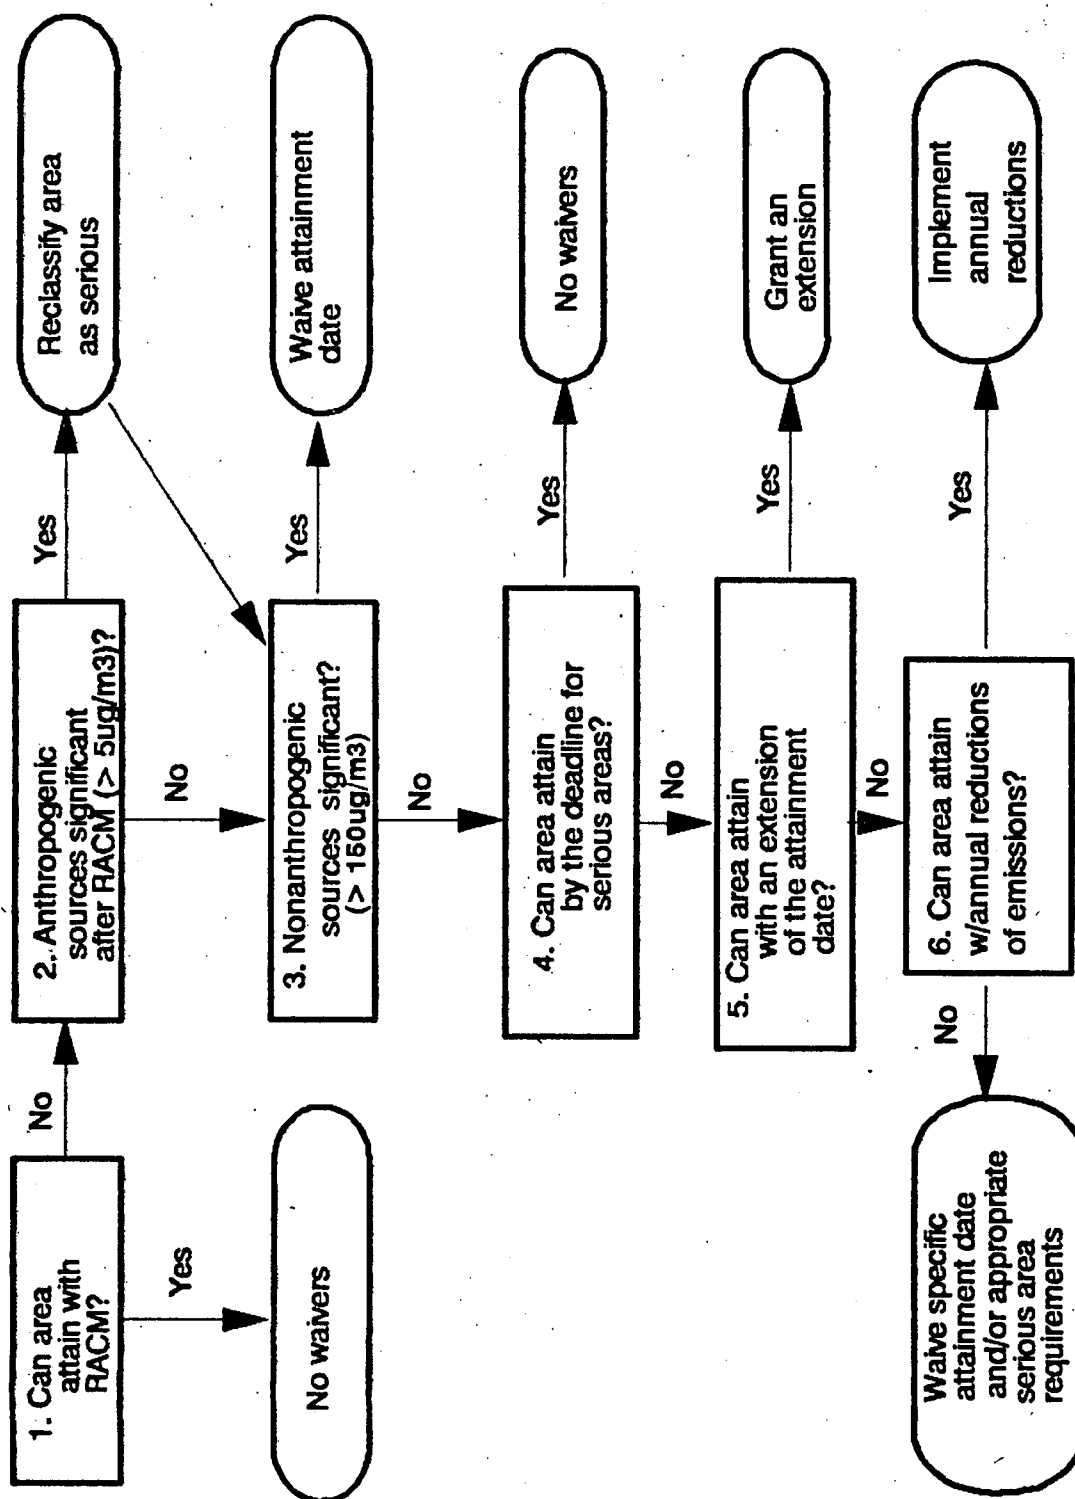 1. Can area
attain with
RACM?
No
Yes
No waivers
2. Anthropogenic
sources significant
after RACM (> 5ug/m3)?
Yes
Reclassify area
as serious
No
3. Nonanthropogenic
sources significant?
(> 150ug/m3)
Yes
Waive attainment
date
No
4. Can area attain
by the deadline for
serious areas?
Yes
No waivers
No
5. Can area attain
with an extension
of the attainment
date?
Yes
Grant an
extension
No
6. Can area attain
w/annual reductions
of emissions?
Yes
Implement
annual
reductions
No
Waive specific
attainment date
and/or appropriate
serious area
requirements